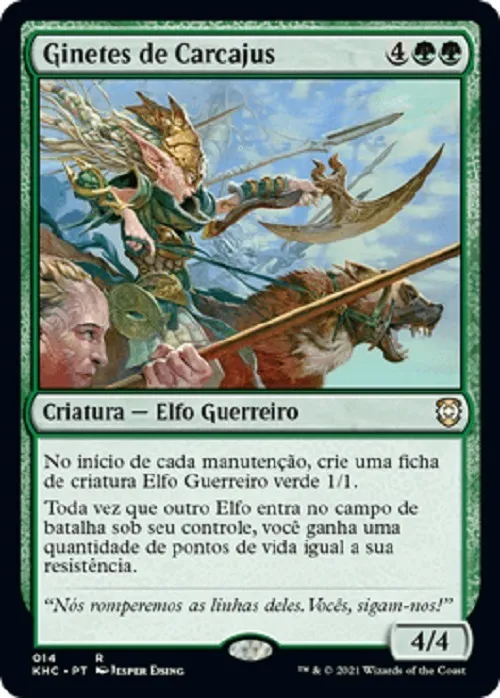 Ginetes de Carcajus 4
Criatura — Elfo Guerreiro
No início de cada manutenção, crie uma ficha
de criatura Elfo Guerreiro verde 1/1.
Toda vez que outro Elfo entra no campo de
batalha sob seu controle, você ganha uma
quantidade de pontos de vida igual a sua
resistência.
“Nós romperemos as linhas deles. Vocês, sigam-nos!”
4/4
014 R
KHC • PT Jesper Ejsing
™ & © 2021 Wizards of the Coast